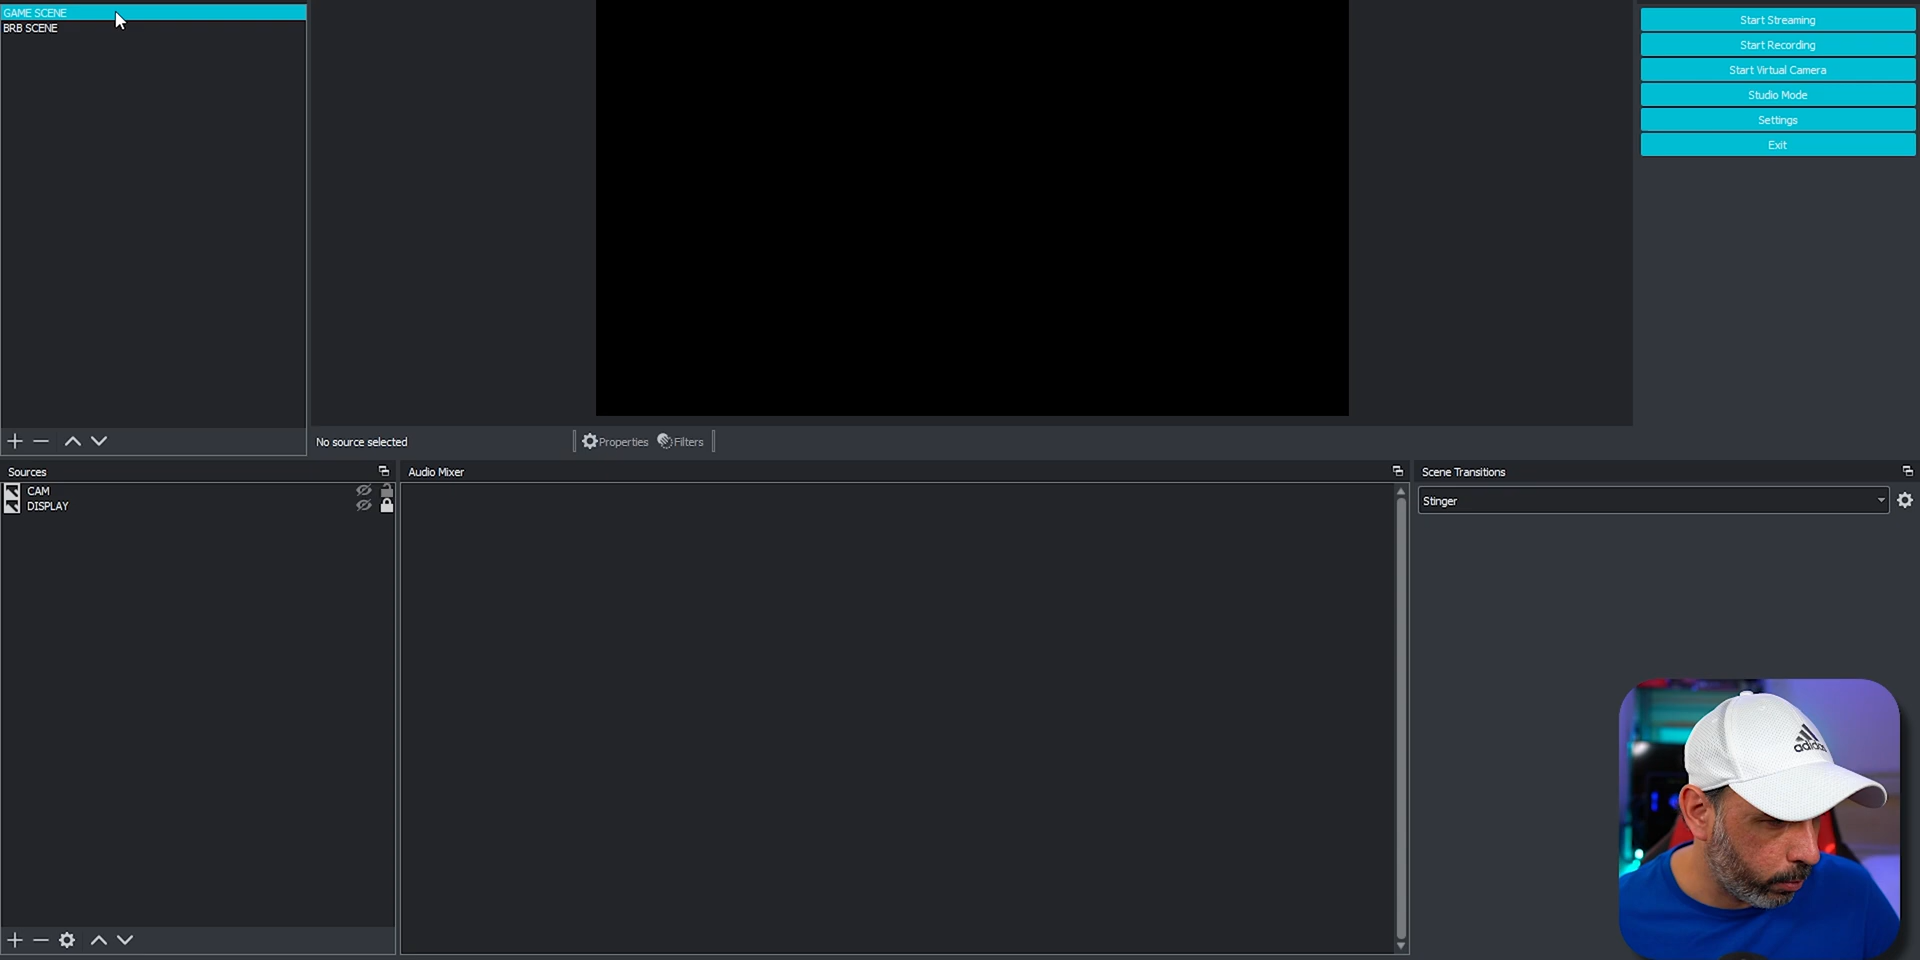 GAME SCENE
BRB SCENE
Start Streaming
Start Recording
Start Virtual Camera
Studio Mode
Settings
Exit
No source selected
Properties
Filters
Sources
CAM
DISPLAY
Audio Mixer
Scene Transitions
Stinger
adidas